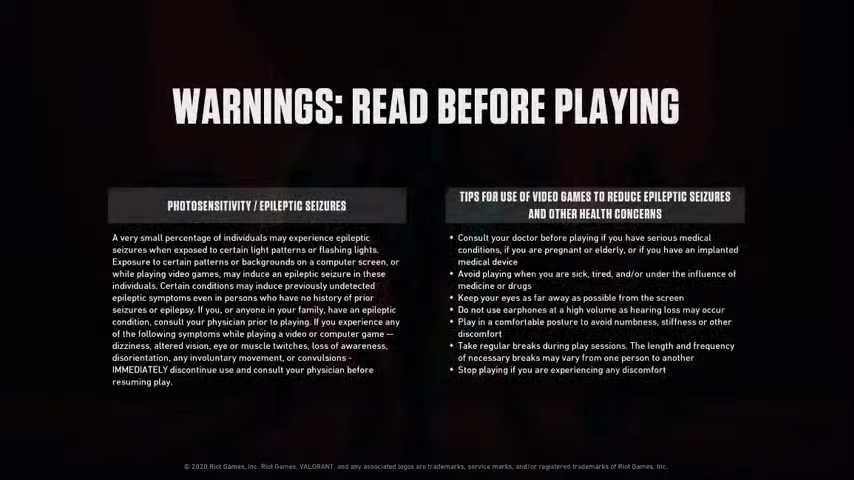 WARNINGS: READ BEFORE PLAYING
PHOTOSENSITIVITY / EPILEPTIC SEIZURES
A very small percentage of individuals may experience epileptic
seizures when exposed to certain light patterns or flashing lights.
Exposure to certain patterns or backgrounds on a computer screen, or
while playing video games, may induce an epileptic seizure in these
individuals. Certain conditions may induce previously undetected
epileptic symptoms even in persons who have no history of prior
seizures or epilepsy. If you, or anyone in your family, have an epileptic
condition, consult your physician prior to playing. If you experience any
of the following symptoms while playing a video or computer game --
dizziness, altered vision, eye or muscle twitches, loss of awareness,
disorientation, any involuntary movement, or convulsions -
IMMEDIATELY discontinue use and consult your physician before
resuming play.
TIPS FOR USE OF VIDEO GAMES TO REDUCE EPILEPTIC SEIZURES
AND OTHER HEALTH CONCERNS
• Consult your doctor before playing if you have serious medical
conditions, if you are pregnant or elderly, or if you have an implanted
medical device
• Avoid playing when you are sick, tired, and/or under the influence of
medicine or drugs
• Keep your eyes as far away as possible from the screen
• Do not use earphones at a high volume as hearing loss may occur
• Play in a comfortable posture to avoid numbness, stiffness or other
discomfort
• Take regular breaks during play sessions. The length and frequency
of necessary breaks may vary from one person to another
• Stop playing if you are experiencing any discomfort
© 2020 Riot Games, Inc. Riot Games, VALORANT, and any associated logos are trademarks, service marks, and/or registered trademarks of Riot Games, Inc.